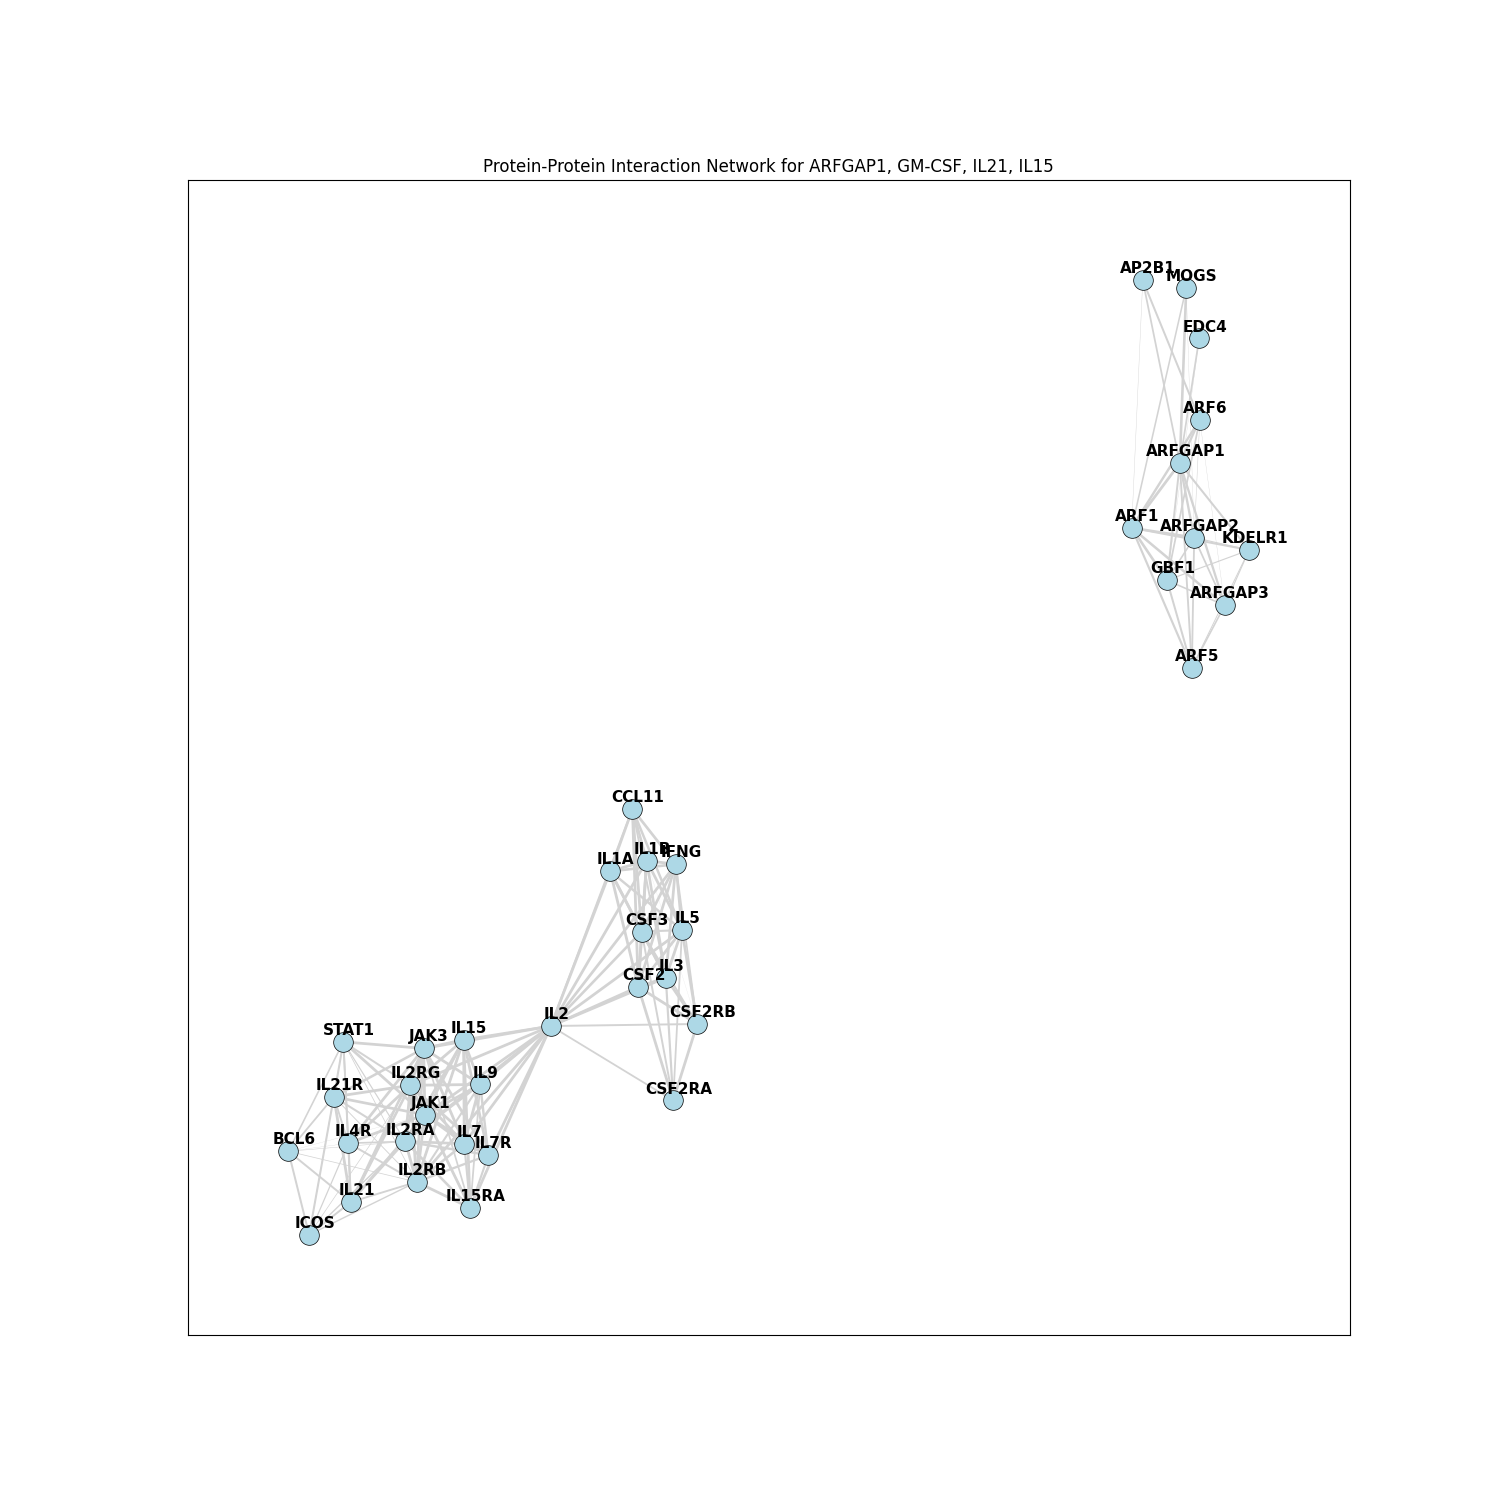 Protein-Protein Interaction Network for ARFGAP1, GM-CSF, IL21, IL15
AP2B1
MOGS
EDC4
ARF6
ARFGAP1
ARF1
ARFGAP2
KDELR1
GBF1
ARFGAP3
ARF5
CCL11
IL1B
IFNG
IL1A
CSF3
IL5
IL3
CSF2
CSF2RB
IL2
STAT1
JAK3
IL15
IL2RG
IL9
IL21R
CSF2RA
JAK1
BCL6
IL4R
IL2RA
IL7
IL7R
IL2RB
IL21
IL15RA
ICOS